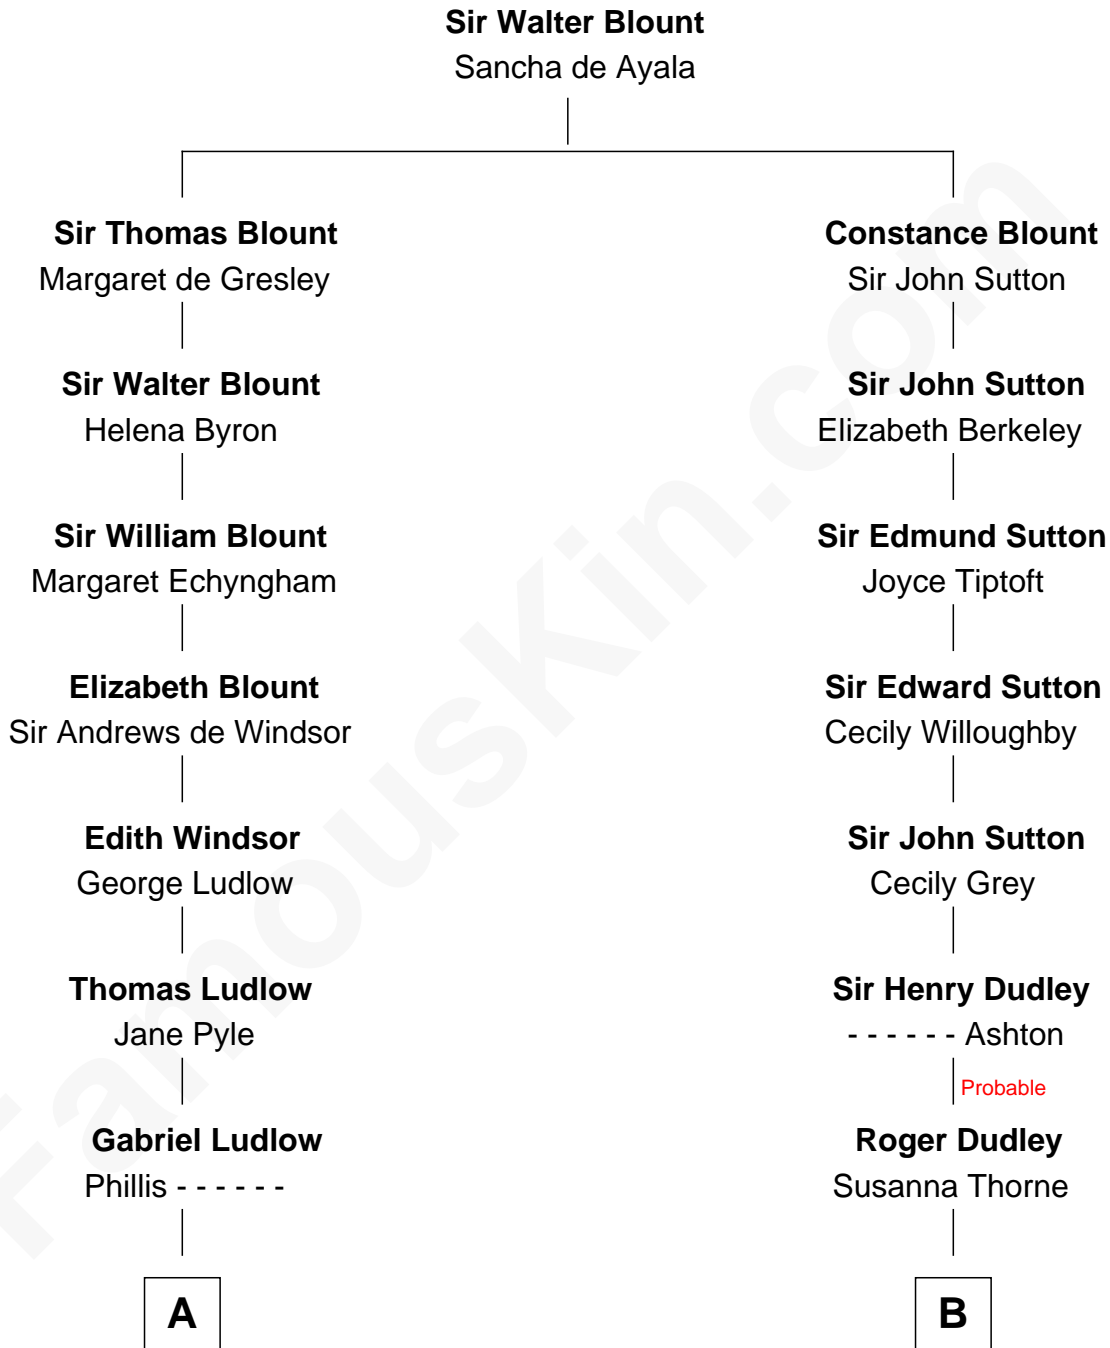 Sir Walter Blount
Sancha de Ayala
Sir Thomas Blount
Margaret de Gresley
Sir Walter Blount
Helena Byron
Sir William Blount
Margaret Echyngham
Elizabeth Blount
Sir Andrews de Windsor
Edith Windsor
George Ludlow
Thomas Ludlow
Jane Pyle
Gabriel Ludlow
Phillis - - - - - -
A
Constance Blount
Sir John Sutton
Sir John Sutton
Elizabeth Berkeley
Sir Edmund Sutton
Joyce Tiptoft
Sir Edward Sutton
Cecily Willoughby
Sir John Sutton
Cecily Grey
Sir Henry Dudley
- - - - - - Ashton
Probable
Roger Dudley
Susanna Thorne
B
FamousKin.com